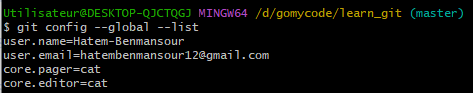 Utilisateur@DESKTOP-QJCTQGJ MINGW64 /d/gomycode/learn_git (master)
$ git config --global --list
user.name=Hatem-Benmansour
user.email=hatembenmansour12@gmail.com
core.pager=cat
core.editor=cat